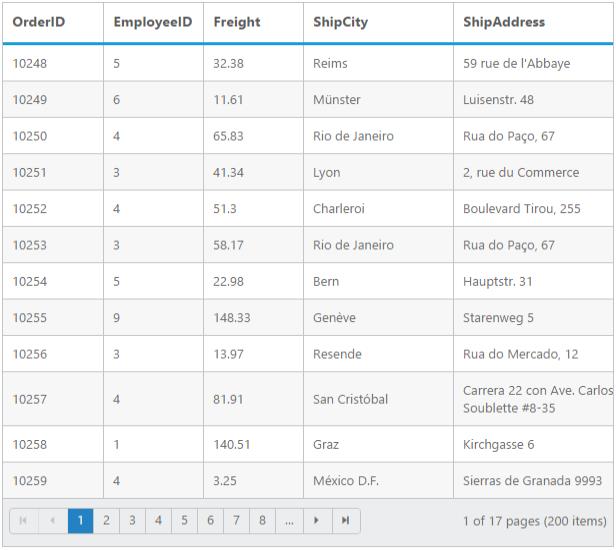 OrderID EmployeeID Freight ShipCity ShipAddress
10248 5 32.38 Reims 59 rue de l'Abbaye
10249 6 11.61 Münster Luisenstr. 48
10250 4 65.83 Rio de Janeiro Rua do Paço, 67
10251 3 41.34 Lyon 2, rue du Commerce
10252 4 51.3 Charleroi Boulevard Tirou, 255
10253 3 58.17 Rio de Janeiro Rua do Paço, 67
10254 5 22.98 Bern Hauptstr. 31
10255 9 148.33 Genève Starenweg 5
10256 3 13.97 Resende Rua do Mercado, 12
10257 4 81.91 San Cristóbal Carrera 22 con Ave. Carlos
Soublette #8-35
10258 1 140.51 Graz Kirchgasse 6
10259 4 3.25 México D.F. Sierras de Granada 9993
1 2 3 4 5 6 7 8 ... 1 of 17 pages (200 items)